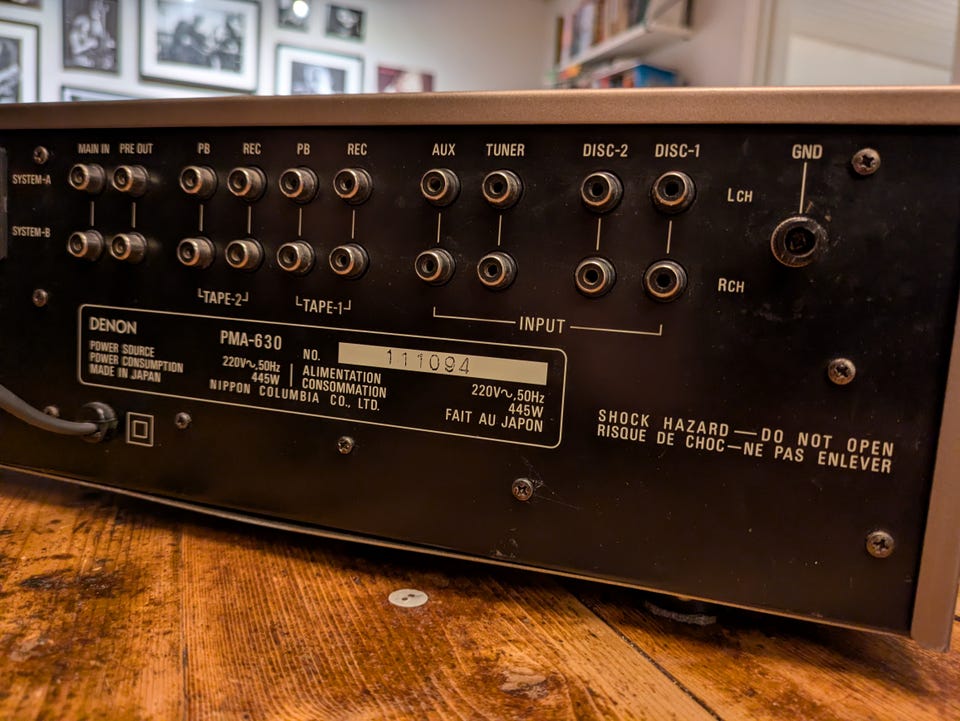 MAIN IN PRE OUT PB REC PB REC AUX TUNER DISC-2 DISC-1 GND
SYSTEM-A
L CH
SYSTEM-B
R CH
TAPE-2 TAPE-1
INPUT
DENON
PMA-630
POWER SOURCE 220V~,50Hz
POWER CONSUMPTION 445W
MADE IN JAPAN
NIPPON COLUMBIA CO., LTD.
NO. 111094
ALIMENTATION 220V~,50Hz
CONSOMMATION 445W
FAIT AU JAPON
SHOCK HAZARD—DO NOT OPEN
RISQUE DE CHOC—NE PAS ENLEVER